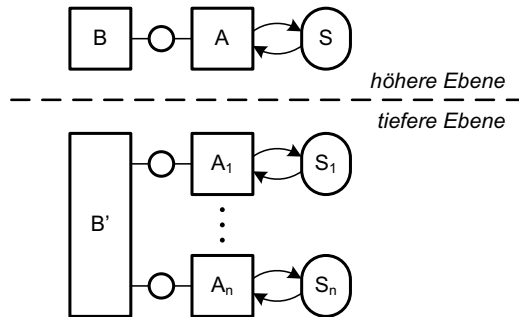 B A S
höhere Ebene
tiefere Ebene
A₁ S₁
B’
Aₙ Sₙ